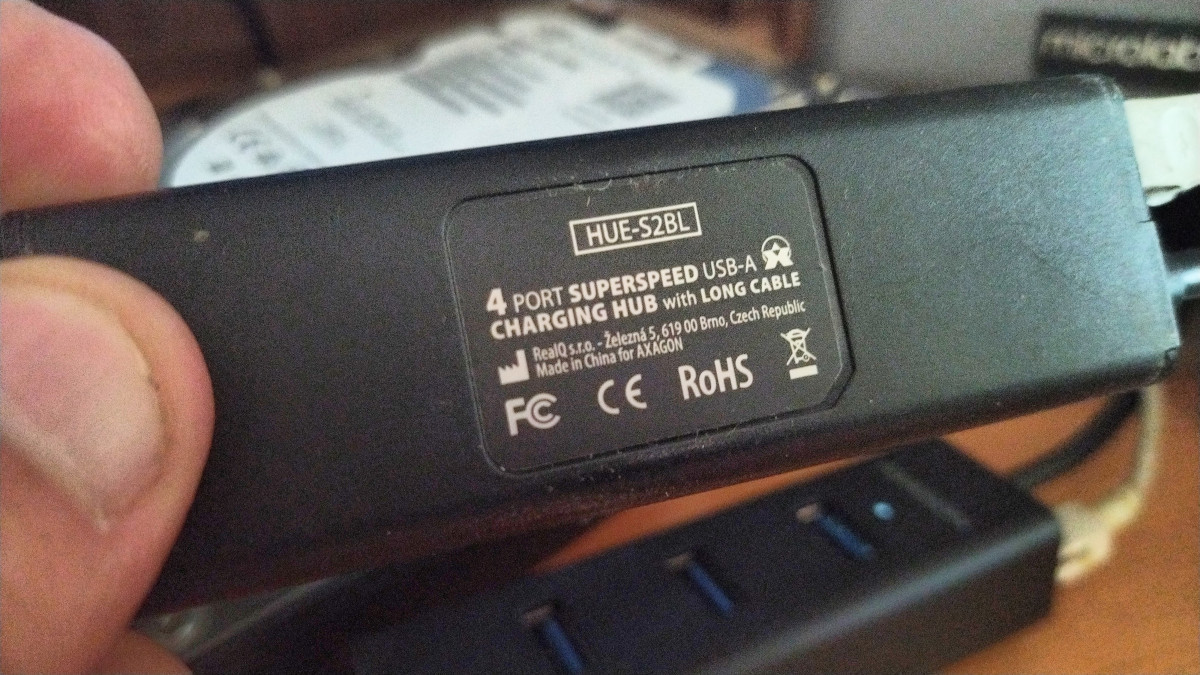 microlab
HUE-S2BL
4 PORT SUPERSPEED USB-A
CHARGING HUB with LONG CABLE
RealQ s.r.o. - Železná 5, 619 00 Brno, Czech Republic
Made in China for AXAGON
FC CE RoHS